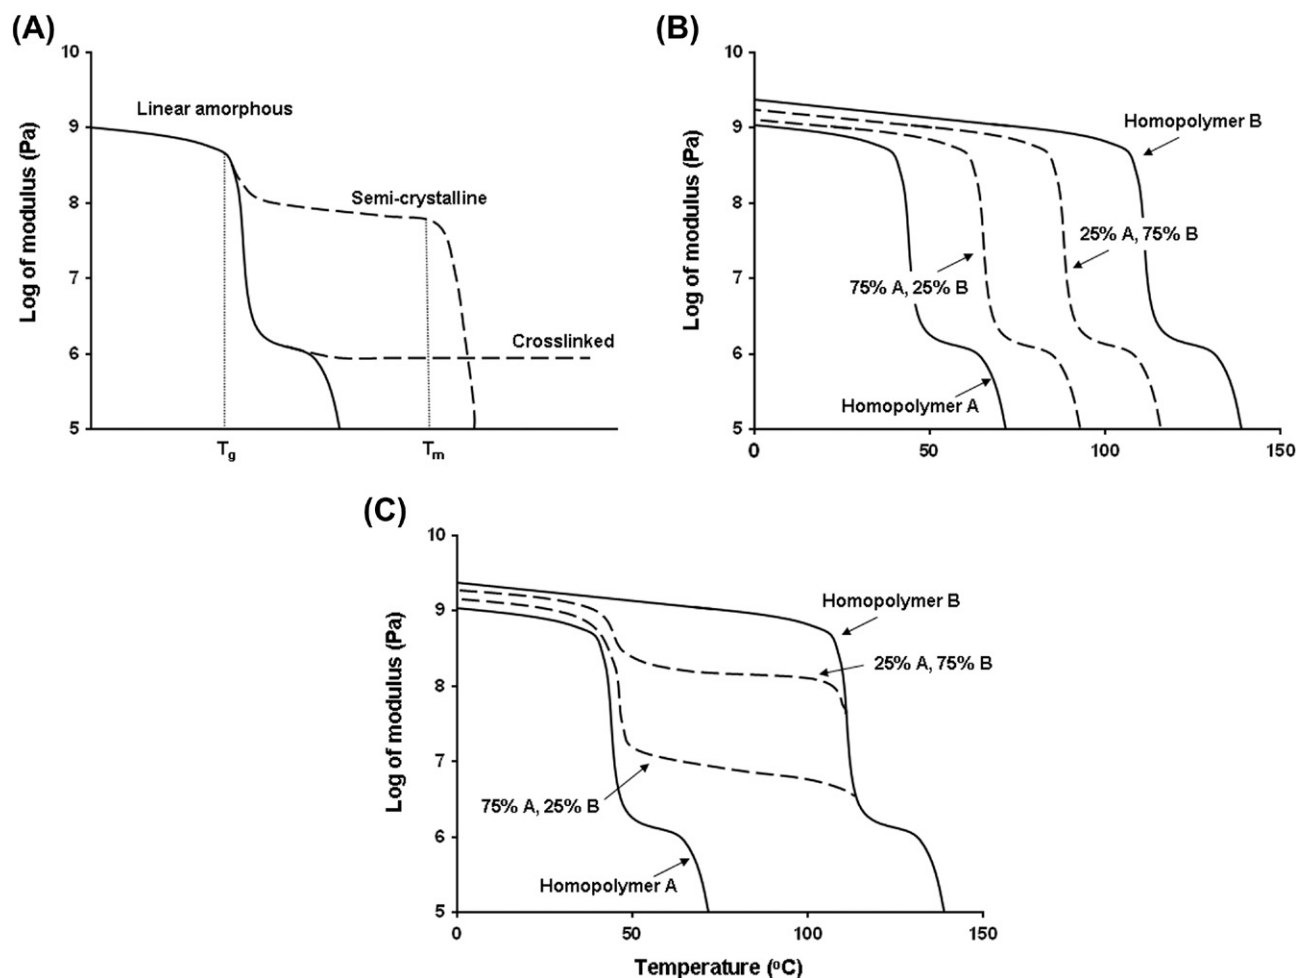 (A)
10
9
8
7
6
5
Log of modulus (Pa)
Linear amorphous
Semi-crystalline
Crosslinked
Tg
Tm
(B)
10
9
8
7
6
5
Log of modulus (Pa)
Homopolymer B
25% A, 75% B
75% A, 25% B
Homopolymer A
0
50
100
150
(C)
10
9
8
7
6
5
Log of modulus (Pa)
Homopolymer B
25% A, 75% B
75% A, 25% B
Homopolymer A
0
50
100
150
Temperature (ºC)